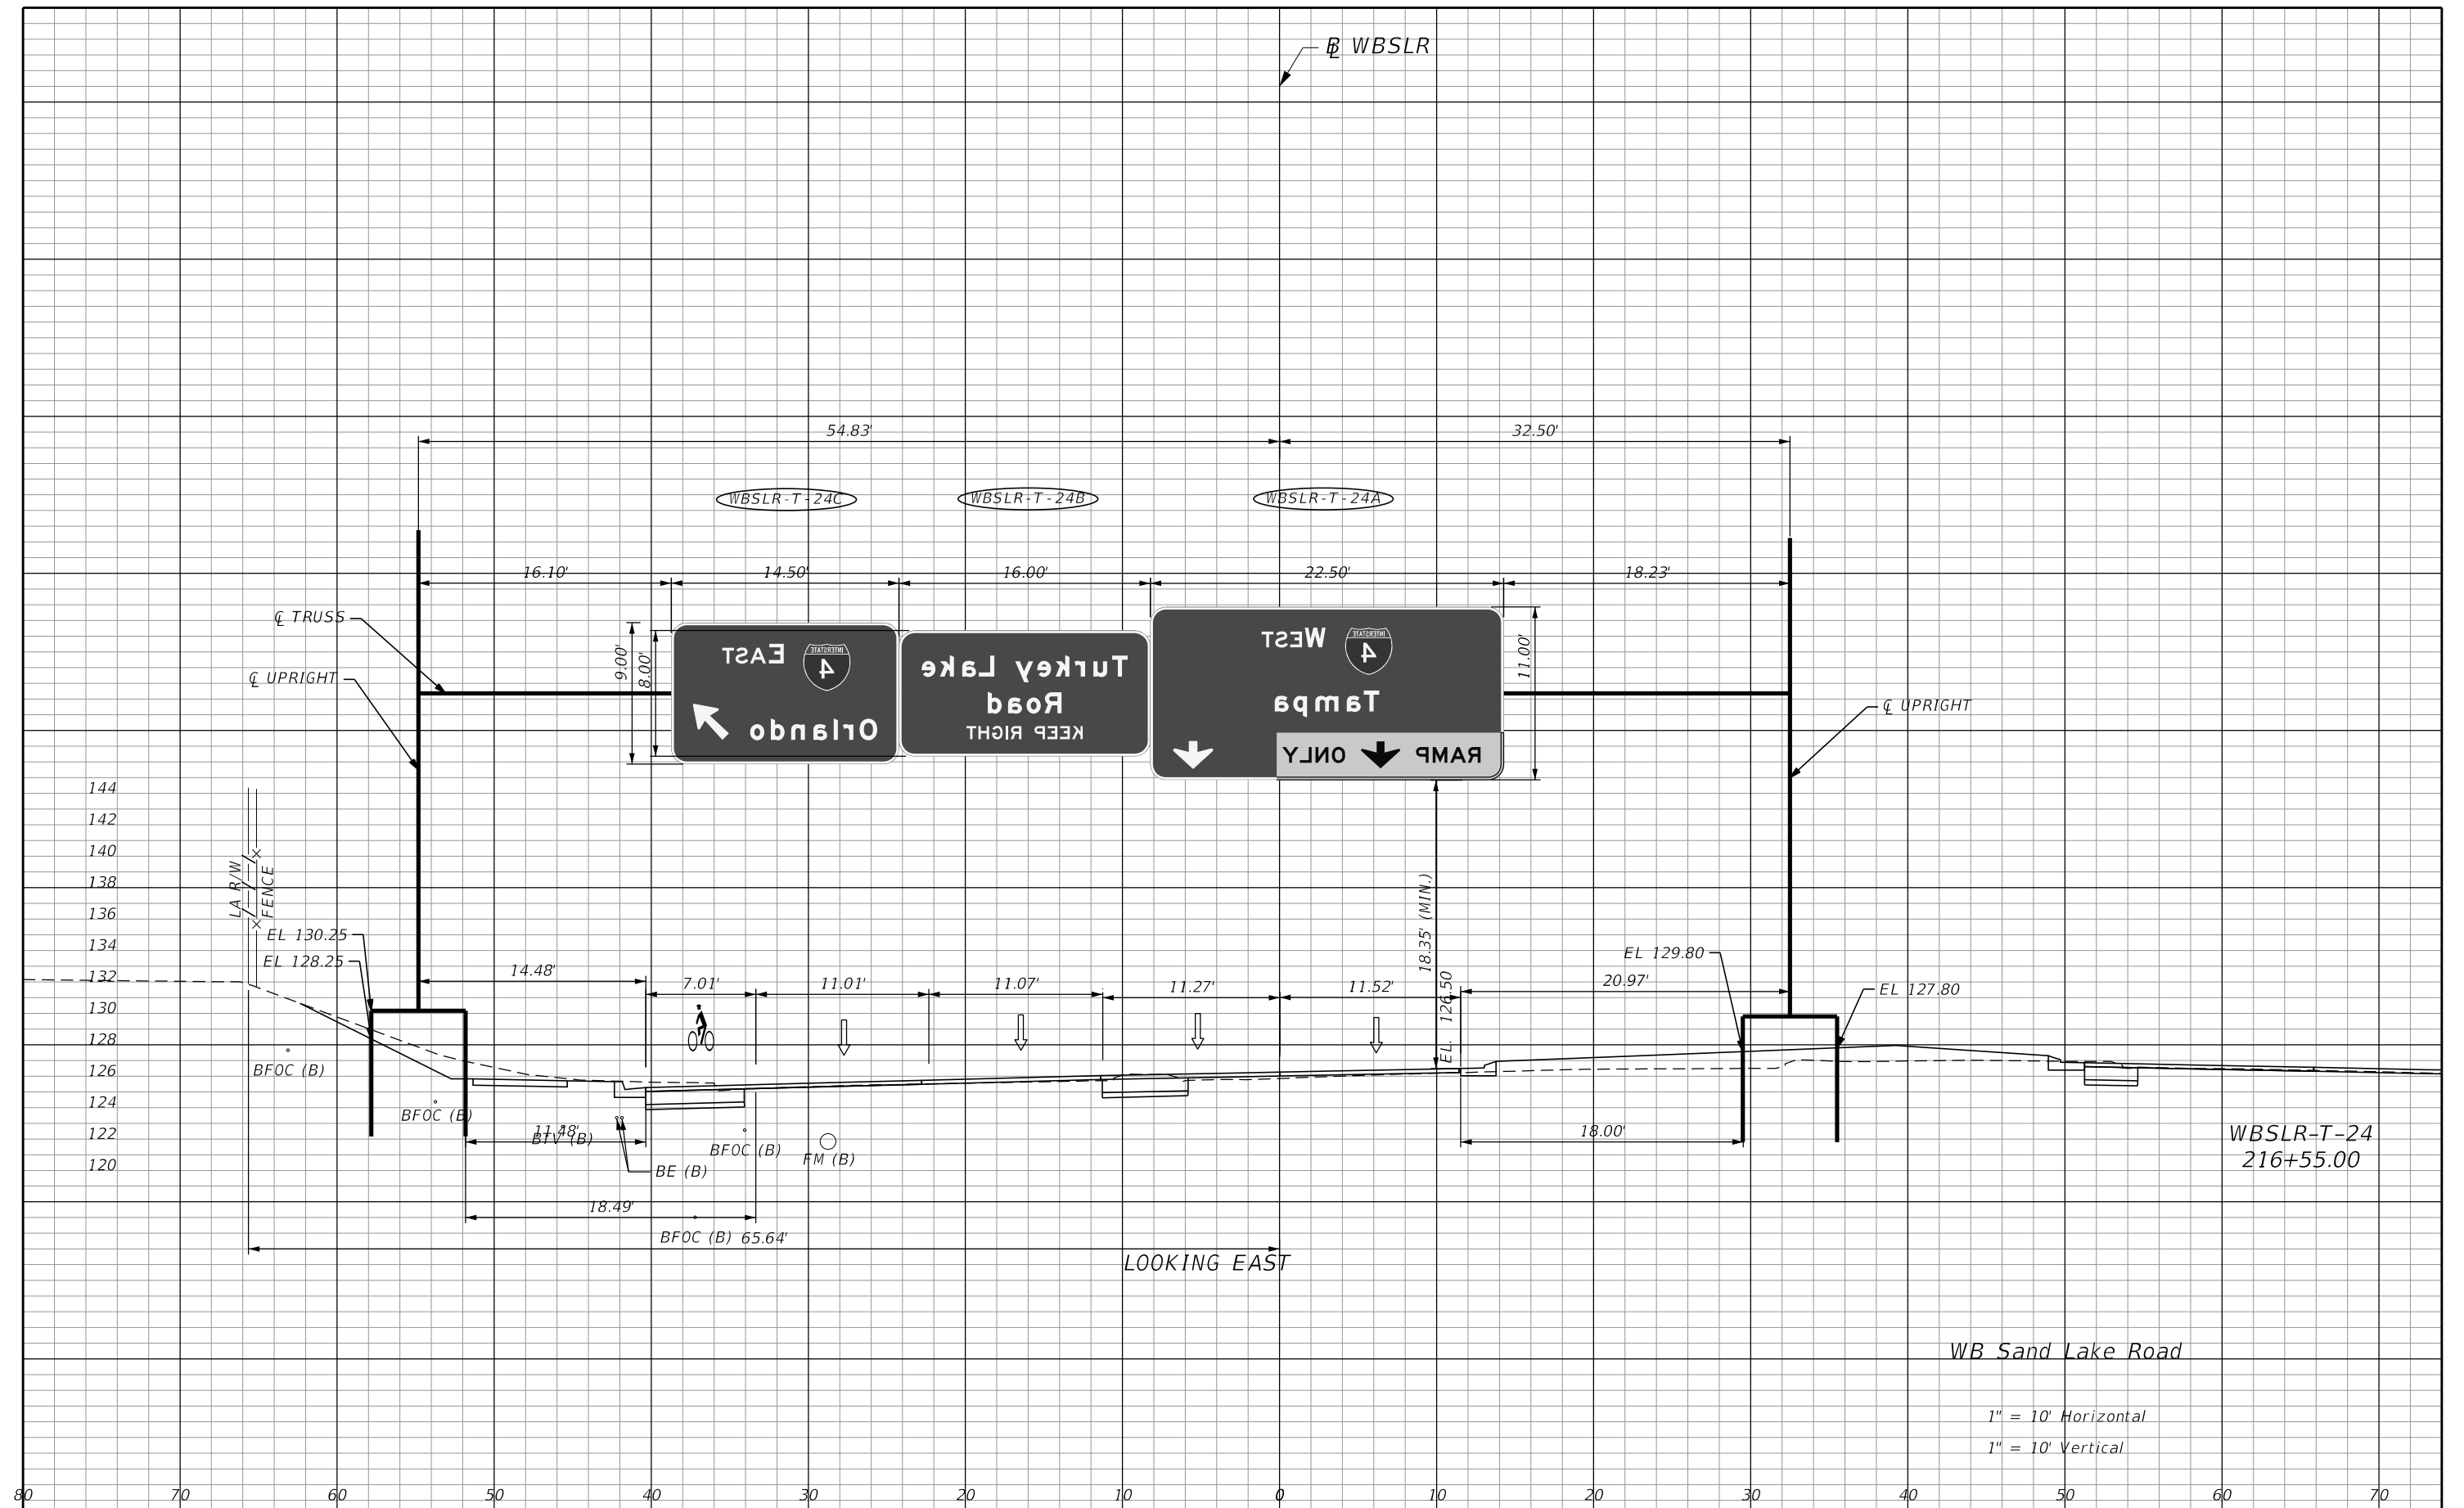 ℄ WBSLR
54.83' 32.50'
WBSLR-T-24C WBSLR-T-24B WBSLR-T-24A
16.10' 14.50' 16.00' 22.50' 18.23'
℄ TRUSS
℄ UPRIGHT
9.00'
8.00'
EAST
INTERSTATE
4
Orlando
Turkey Lake
Road
KEEP RIGHT
WEST
INTERSTATE
4
Tampa
RAMP ONLY
11.00'
℄ UPRIGHT
144
142
140
138
136
134
132
130
128
126
124
122
120
LA R/W
FENCE
EL 130.25
EL 128.25
18.35' (MIN.)
EL. 126.50
EL 129.80
EL 127.80
14.48' 7.01' 11.01' 11.07' 11.27' 11.52' 20.97'
BFOC (B)
BFOC (B)
11.48'
BTV (B)
BFOC (B)
FM (B)
BE (B)
18.00'
WBSLR-T-24
216+55.00
18.49'
BFOC (B) 65.64'
LOOKING EAST
WB Sand Lake Road
1" = 10' Horizontal
1" = 10' Vertical
80 70 60 50 40 30 20 10 0 10 20 30 40 50 60 70